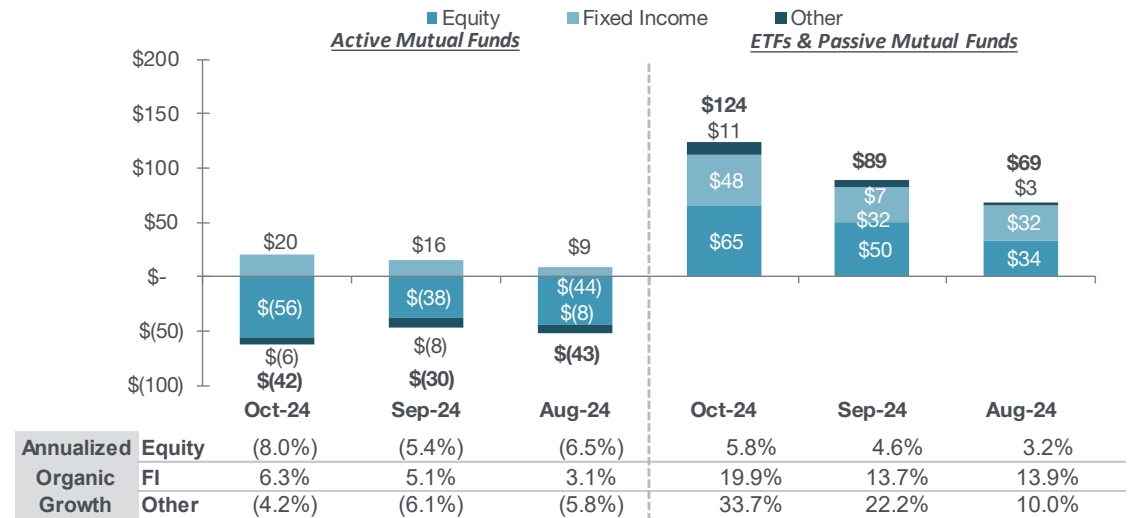 Equity Fixed Income Other
Active Mutual Funds ETFs & Passive Mutual Funds
$200
$150
$100
$50
$-
$(50)
$(100)
$20 $16 $9
$(56) $(38) $(44)
$(6) $(8) $(8)
$(42) $(30) $(43)
$124 $89 $69
$11 $7 $3
$48 $32 $32
$65 $50 $34
Oct-24 Sep-24 Aug-24 Oct-24 Sep-24 Aug-24
Annualized Equity (8.0%) (5.4%) (6.5%) 5.8% 4.6% 3.2%
Organic FI 6.3% 5.1% 3.1% 19.9% 13.7% 13.9%
Growth Other (4.2%) (6.1%) (5.8%) 33.7% 22.2% 10.0%